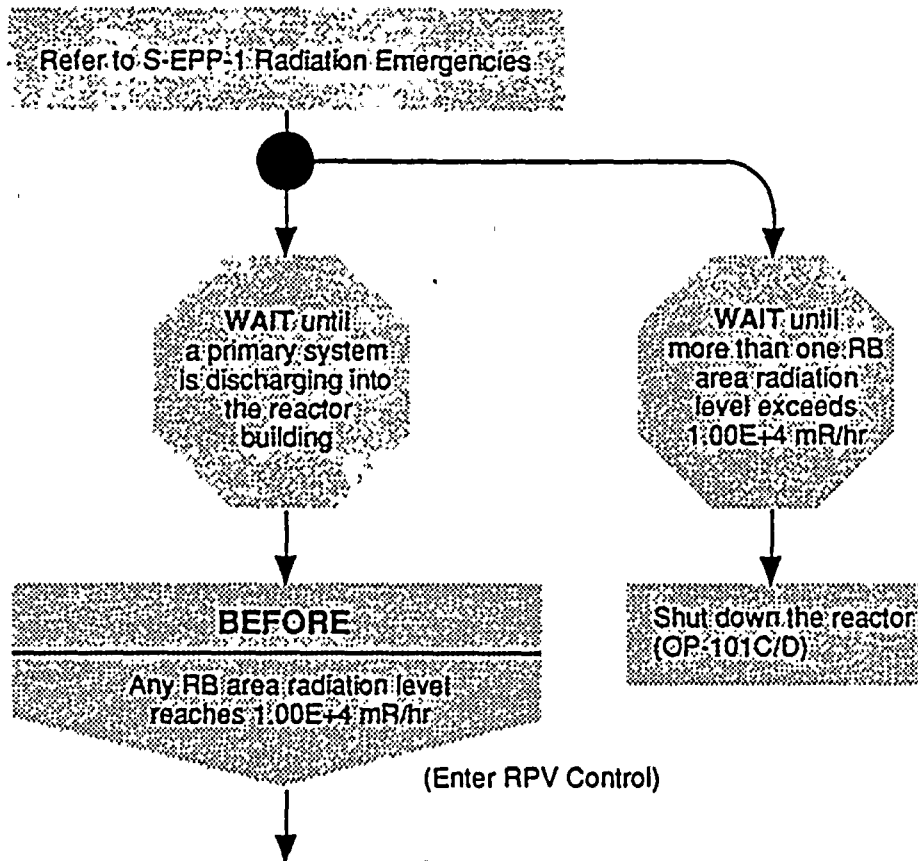 Refer to S-EPP-1 Radiation Emergencies
WAIT until
a primary system
is discharging into
the reactor
building
WAIT until
more than one RB
area radiation
level exceeds
1.00E+4 mR/hr
BEFORE
Any RB area radiation level
reaches 1.00E+4 mR/hr
Shut down the reactor
(OP-101C/D)
(Enter RPV Control)